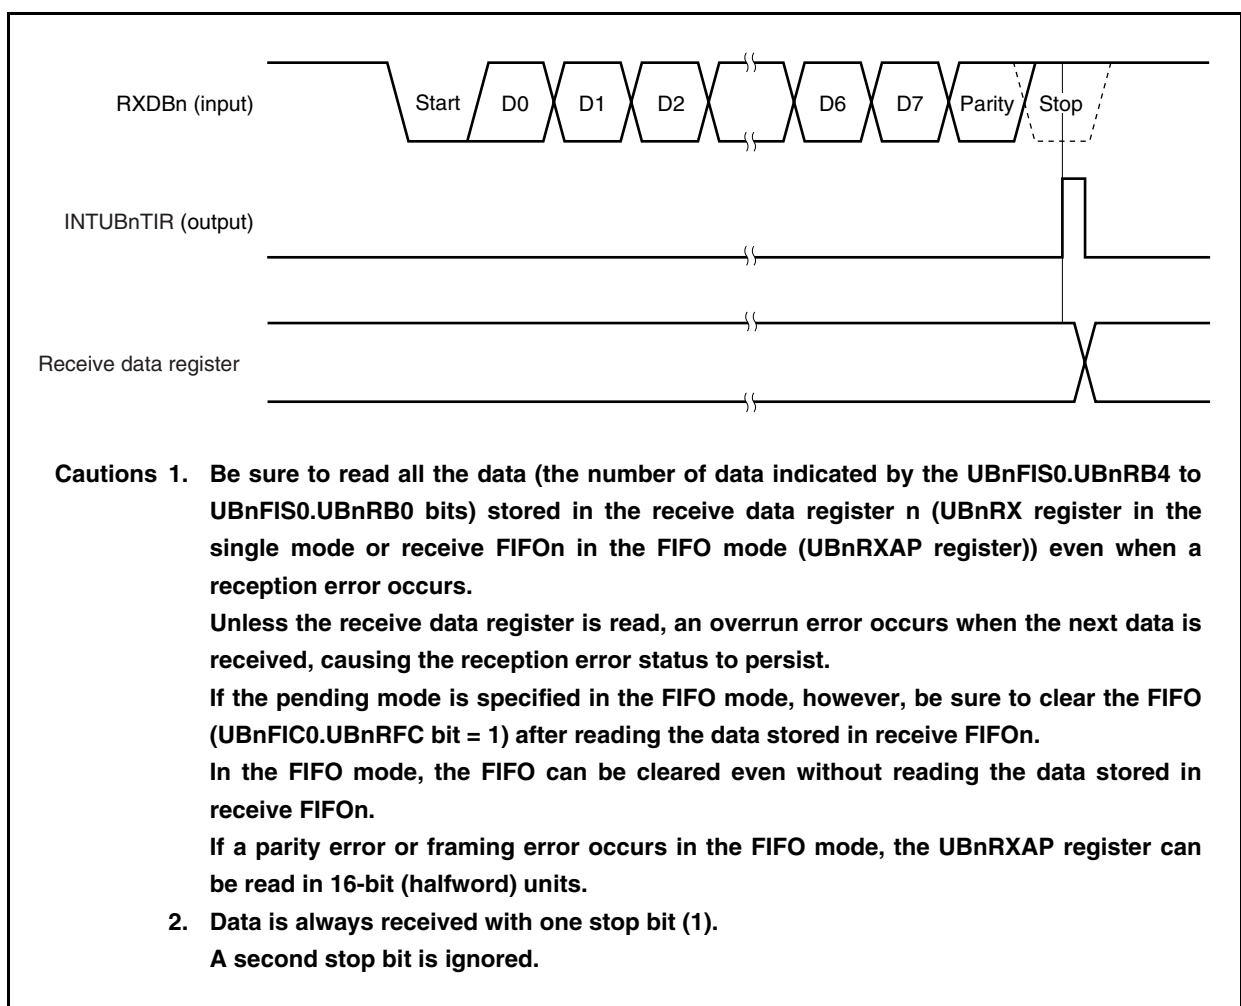 RXDBn (input)
Start D0 D1 D2 D6 D7 Parity Stop
INTUBnTIR (output)
Receive data register
Cautions 1. Be sure to read all the data (the number of data indicated by the UBnFIS0.UBnRB4 to
UBnFIS0.UBnRB0 bits) stored in the receive data register n (UBnRX register in the
single mode or receive FIFOn in the FIFO mode (UBnRXAP register)) even when a
reception error occurs.
Unless the receive data register is read, an overrun error occurs when the next data is
received, causing the reception error status to persist.
If the pending mode is specified in the FIFO mode, however, be sure to clear the FIFO
(UBnFIC0.UBnRFC bit = 1) after reading the data stored in receive FIFOn.
In the FIFO mode, the FIFO can be cleared even without reading the data stored in
receive FIFOn.
If a parity error or framing error occurs in the FIFO mode, the UBnRXAP register can
be read in 16-bit (halfword) units.
2. Data is always received with one stop bit (1).
A second stop bit is ignored.